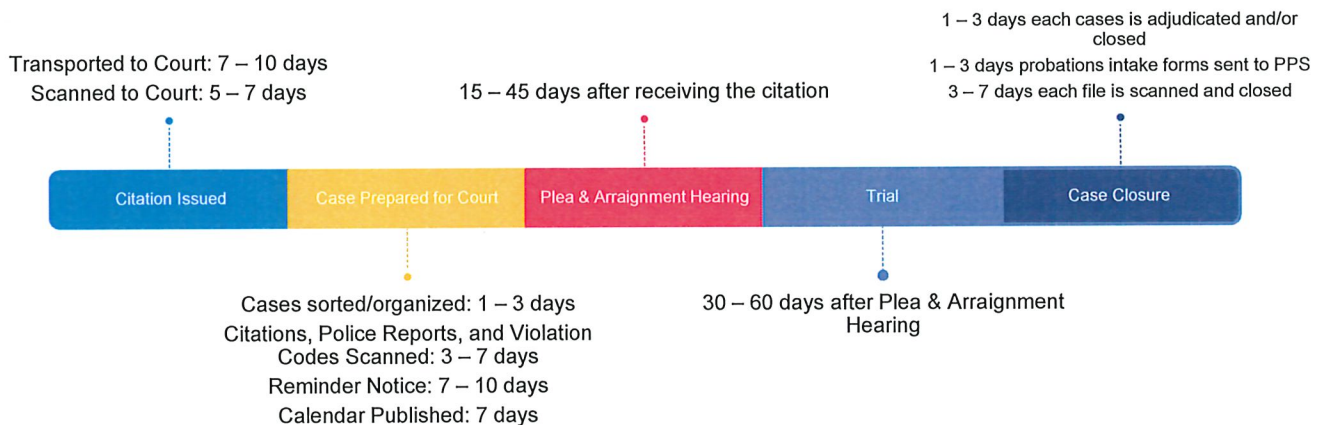 Transported to Court: 7 – 10 days
Scanned to Court: 5 – 7 days
15 – 45 days after receiving the citation
1 – 3 days each cases is adjudicated and/or
closed
1 – 3 days probations intake forms sent to PPS
3 – 7 days each file is scanned and closed
Citation Issued
Case Prepared for Court
Plea & Arraignment Hearing
Trial
Case Closure
Cases sorted/organized: 1 – 3 days
Citations, Police Reports, and Violation
Codes Scanned: 3 – 7 days
Reminder Notice: 7 – 10 days
Calendar Published: 7 days
30 – 60 days after Plea & Arraignment
Hearing